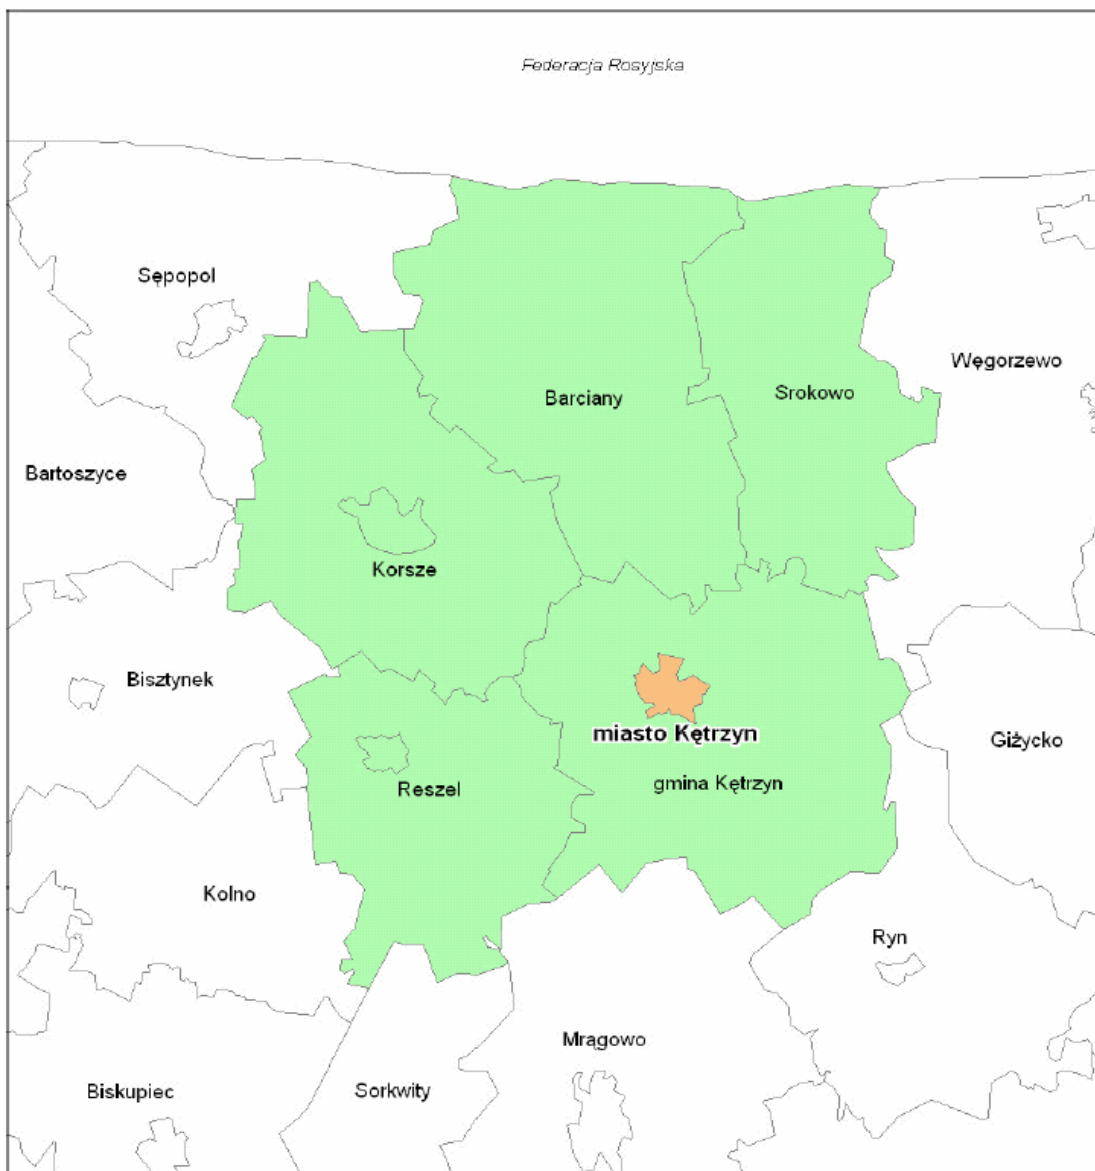 Federacja Rosyjska
Sępopol
Węgorzewo
Barciany
Srokowo
Bartoszyce
Korsze
Bisztynek
miasto Kętrzyn
Giżycko
Reszel
gmina Kętrzyn
Kolno
Ryn
Mrągowo
Biskupiec
Sorkwity